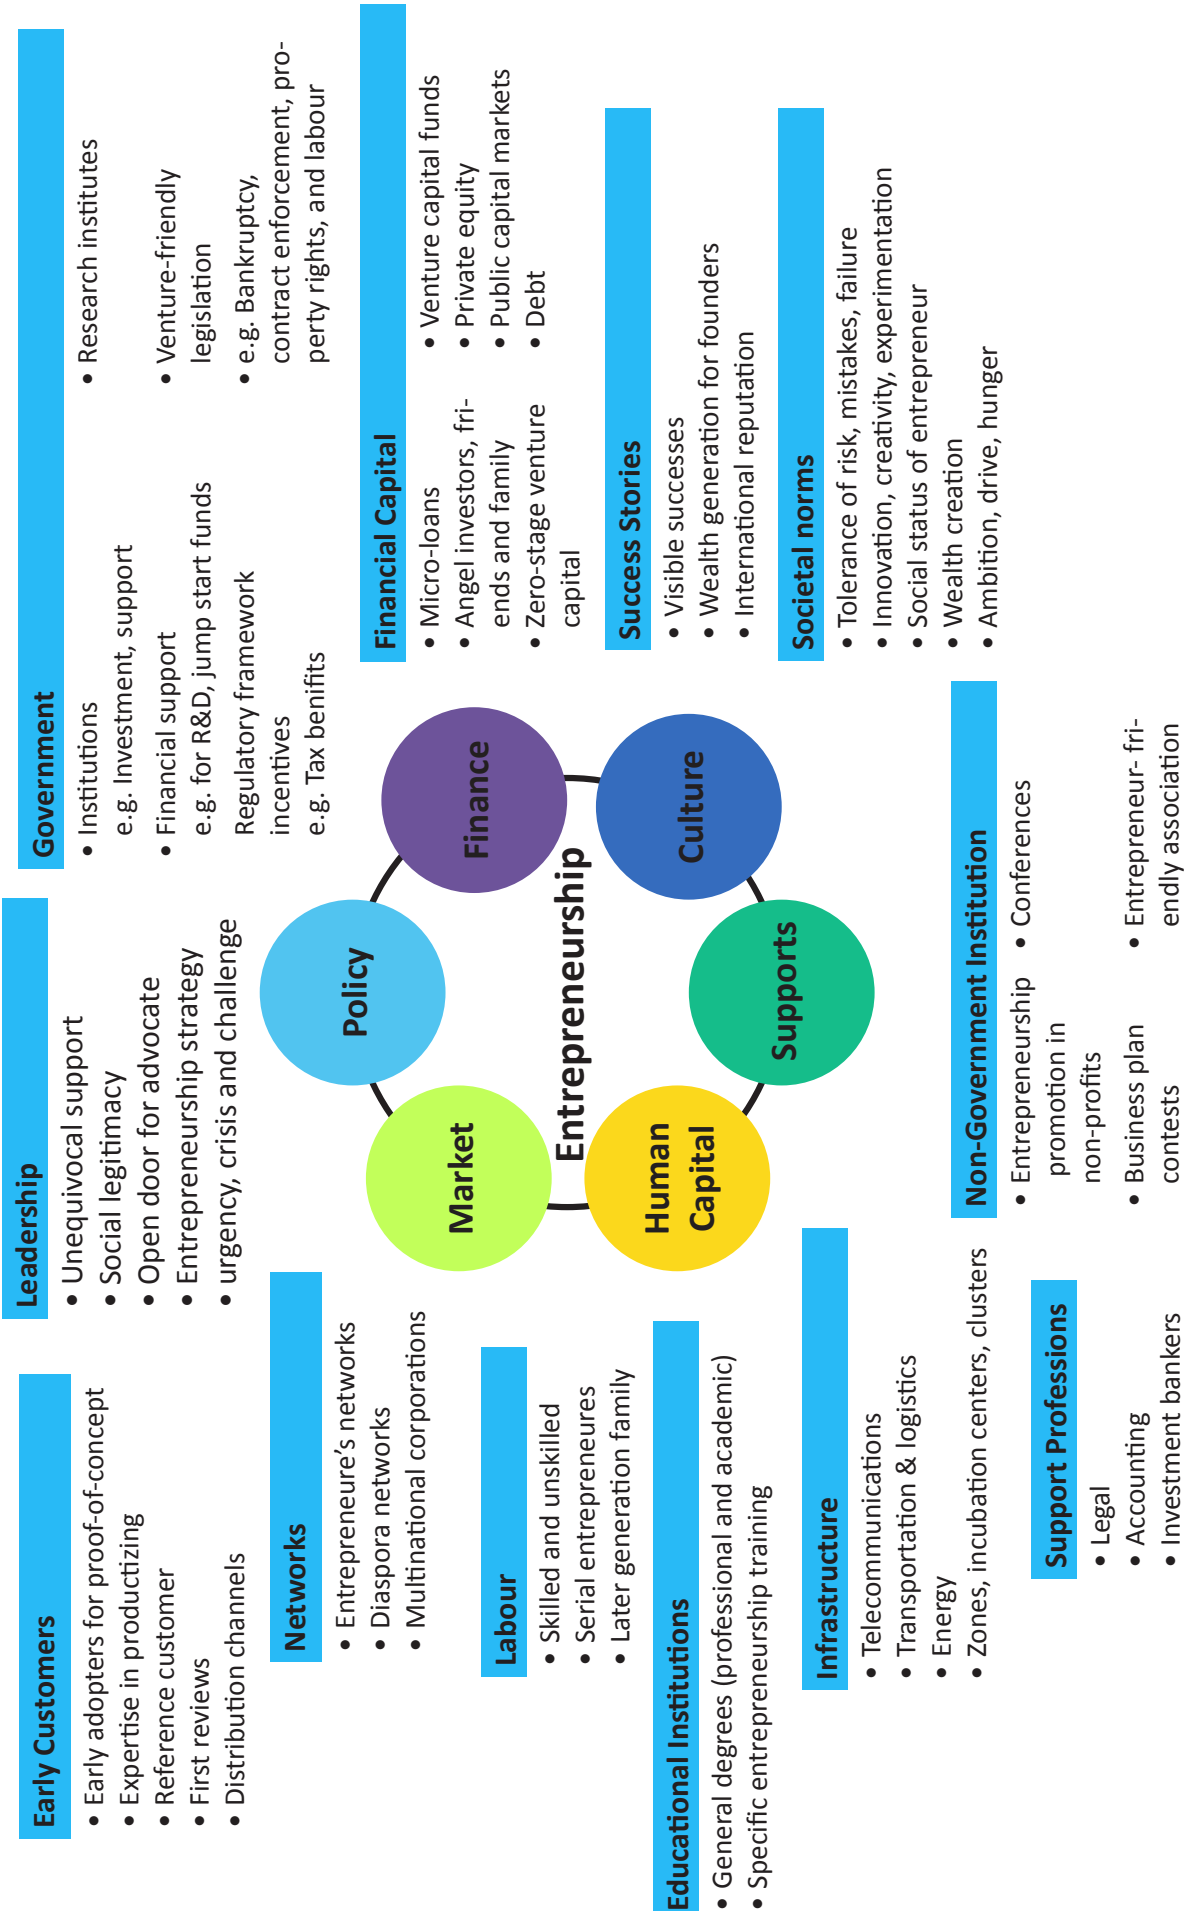 Early Customers
• Early adopters for proof-of-concept
• Expertise in productizing
• Reference customer
• First reviews
• Distribution channels
Leadership
• Unequivocal support
• Social legitimacy
• Open door for advocate
• Entrepreneurship strategy
• urgency, crisis and challenge
Government
• Institutions
e.g. Investment, support
• Financial support
e.g. for R&D, jump start funds
Regulatory framework
incentives
e.g. Tax benifits
• Research institutes
• Venture-friendly
legislation
• e.g. Bankruptcy,
contract enforcement, pro-
perty rights, and labour
Networks
• Entrepreneure's networks
• Diaspora networks
• Multinational corporations
Labour
• Skilled and unskilled
• Serial entrepreneures
• Later generation family
Educational Institutions
• General degrees (professional and academic)
• Specific entrepreneurship training
Policy
Market
Finance
Entrepreneurship
Human
Capital
Culture
Supports
Financial Capital
• Micro-loans
• Angel investors, fri-
ends and family
• Zero-stage venture
capital
• Venture capital funds
• Private equity
• Public capital markets
• Debt
Success Stories
• Visible successes
• Wealth generation for founders
• International reputation
Societal norms
• Tolerance of risk, mistakes, failure
• Innovation, creativity, experimentation
• Social status of entrepreneur
• Wealth creation
• Ambition, drive, hunger
Infrastructure
• Telecommunications
• Transportation & logistics
• Energy
• Zones, incubation centers, clusters
Support Professions
• Legal
• Accounting
• Investment bankers
Non-Government Institution
• Entrepreneurship
promotion in
non-profits
• Business plan
contests
• Conferences
• Entrepreneur- fri-
endly association